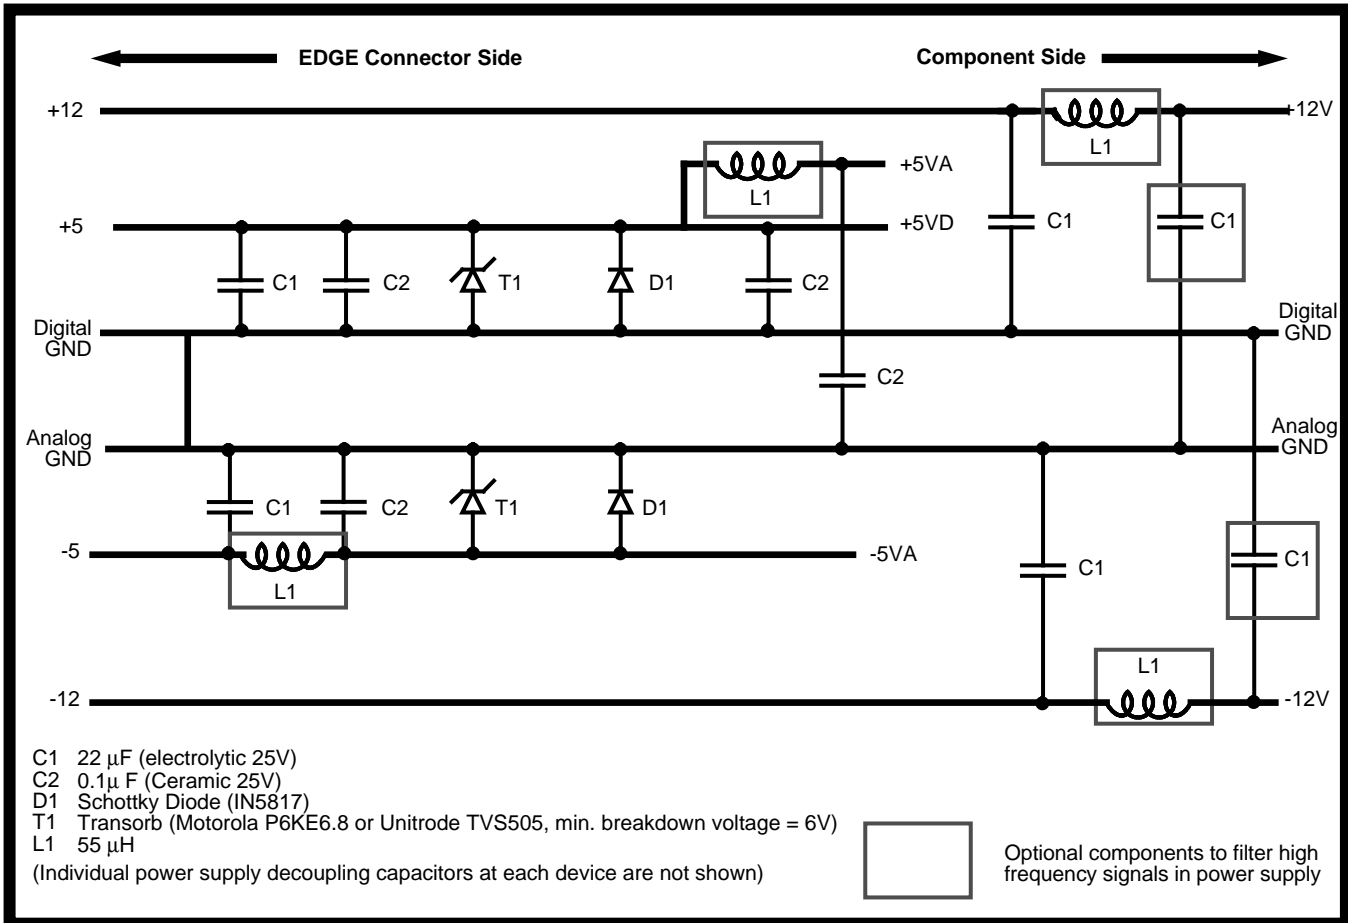 EDGE Connector Side
Component Side
+12
+12V
L1
+5VA
L1
C1
C1
+5
+5VD
C1
C2
T1
D1
C2
Digital
GND
Digital
GND
C2
Analog
GND
Analog
GND
C1
C2
T1
D1
-5
-5VA
L1
C1
C1
L1
-12
-12V
C1 22 μF (electrolytic 25V)
C2 0.1μ F (Ceramic 25V)
D1 Schottky Diode (IN5817)
T1 Transorb (Motorola P6KE6.8 or Unitrode TVS505, min. breakdown voltage = 6V)
L1 55 μH
(Individual power supply decoupling capacitors at each device are not shown)
Optional components to filter high
frequency signals in power supply